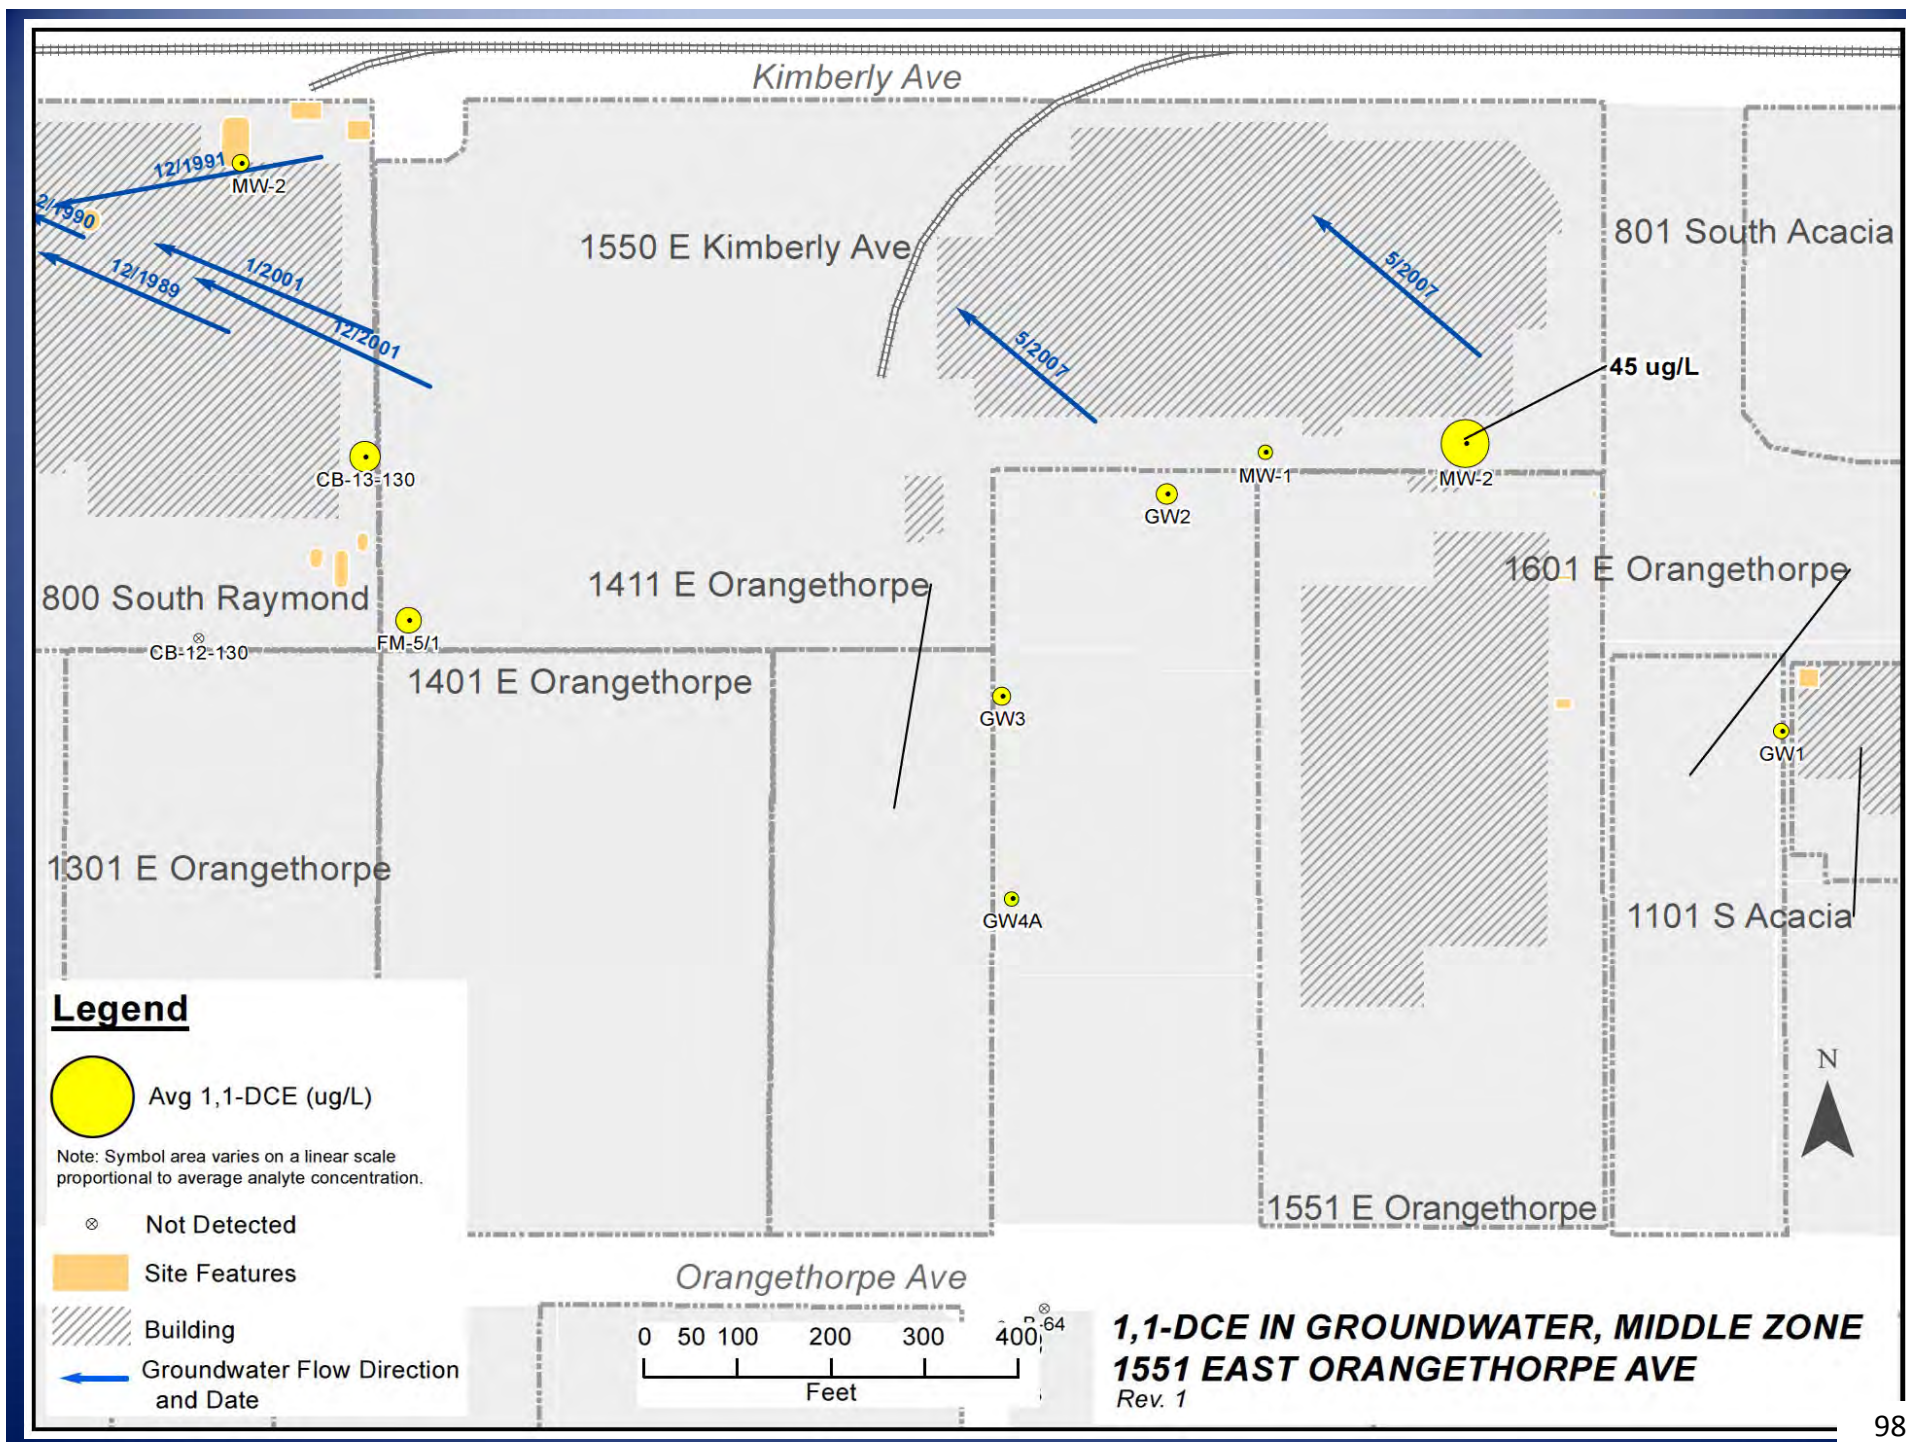 Kimberly Ave
12/1991
MW-2
2/1990
1550 E Kimberly Ave
801 South Acacia
12/1989
1/2001
12/2001
5/2007
5/2007
45 ug/L
CB-13-130
MW-1
MW-2
GW2
1411 E Orangethorpe
1601 E Orangethorpe
800 South Raymond
CB-12-130
FM-5/1
1401 E Orangethorpe
GW3
GW1
1301 E Orangethorpe
GW4A
1101 S Acacia
Legend
Avg 1,1-DCE (ug/L)
Note: Symbol area varies on a linear scale
proportional to average analyte concentration.
Not Detected
Site Features
Building
Groundwater Flow Direction
and Date
N
1551 E Orangethorpe
Orangethorpe Ave
0 50 100 200 300 400
Feet
-64
1,1-DCE IN GROUNDWATER, MIDDLE ZONE
1551 EAST ORANGETHORPE AVE
Rev. 1
98